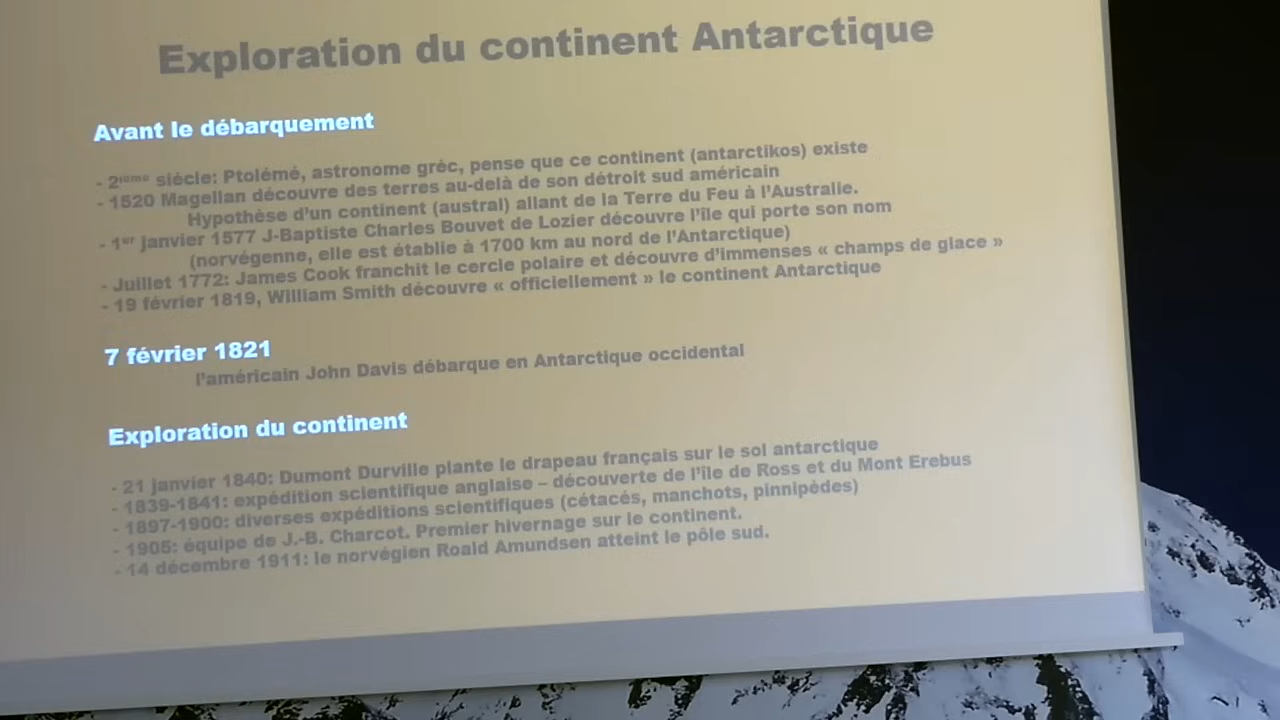 Exploration du continent Antarctique
Avant le débarquement
- 2ième siècle: Ptolémé, astronome grèc, pense que ce continent (antarctikos) existe
- 1520 Magellan découvre des terres au-delà de son détroit sud américain
Hypothèse d'un continent (austral) allant de la Terre du Feu à l'Australie.
- 1er janvier 1577 J-Baptiste Charles Bouvet de Lozier découvre l'île qui porte son nom
(norvégenne, elle est établie à 1700 km au nord de l'Antarctique)
- Juillet 1772: James Cook franchit le cercle polaire et découvre d'immenses « champs de glace »
- 19 février 1819, William Smith découvre « officiellement » le continent Antarctique
7 février 1821
l'américain John Davis débarque en Antarctique occidental
Exploration du continent
- 21 janvier 1840: Dumont Durville plante le drapeau français sur le sol antarctique
- 1839-1841: expédition scientifique anglaise – découverte de l'île de Ross et du Mont Erebus
- 1897-1900: diverses expéditions scientifiques (cétacés, manchots, pinnipèdes)
- 1905: équipe de J.-B. Charcot. Premier hivernage sur le continent.
- 14 décembre 1911: le norvégien Roald Amundsen atteint le pôle sud.